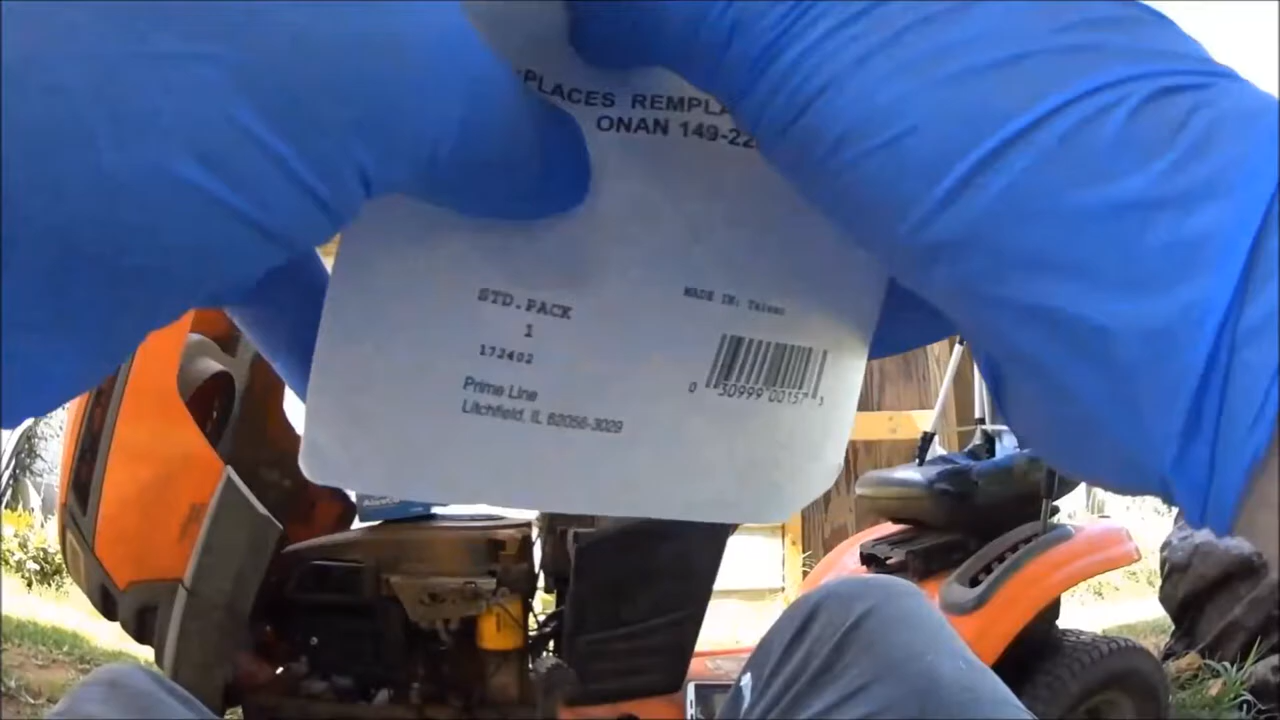 PLACES REMPLA
ONAN 149-22
STD.PACK
1
MADE IN: Taiwan
172402
Prime Line
Litchfield, IL 62056-3029
0 30999 00157 3